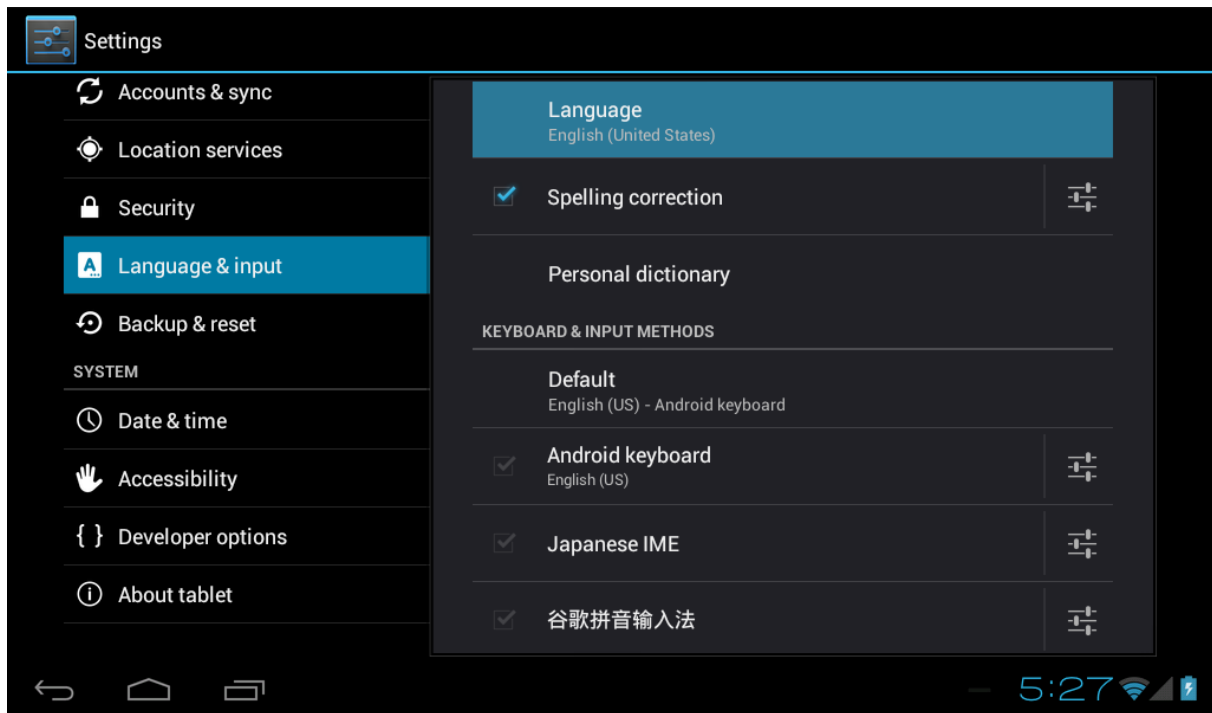 Settings
Accounts & sync
Location services
Security
Language & input
Backup & reset
SYSTEM
Date & time
Accessibility
Developer options
About tablet
Language
English (United States)
Spelling correction
Personal dictionary
KEYBOARD & INPUT METHODS
Default
English (US) - Android keyboard
Android keyboard
English (US)
Japanese IME
谷歌拼音输入法
5:27